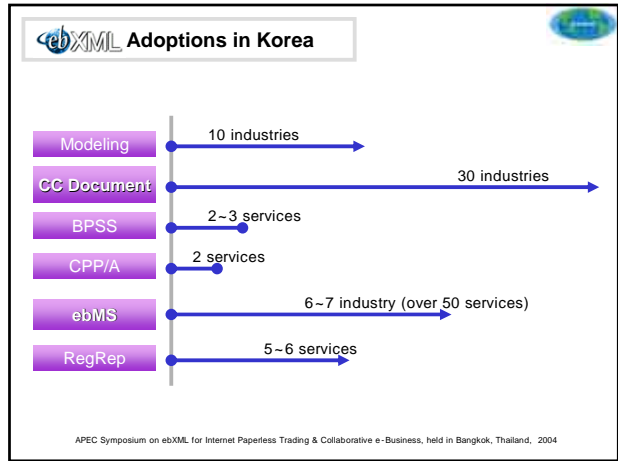 ebXML Adoptions in Korea
Modeling
10 industries
CC Document
30 industries
BPSS
2~3 services
CPP/A
2 services
ebMS
6~7 industry (over 50 services)
RegRep
5~6 services
APEC Symposium on ebXML for Internet Paperless Trading & Collaborative e-Business, held in Bangkok, Thailand, 2004